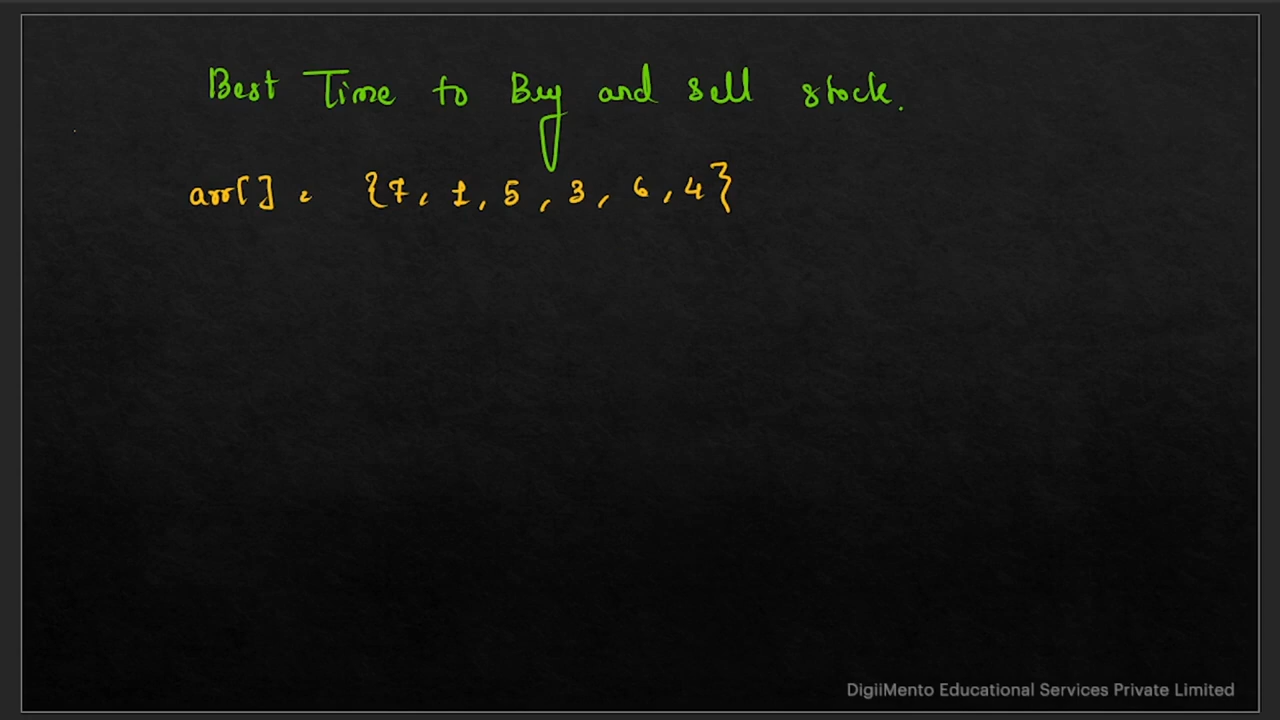 Best Time to Buy and sell stock.
arr[] = {7, 1, 5, 3, 6, 4}
DigiiMento Educational Services Private Limited